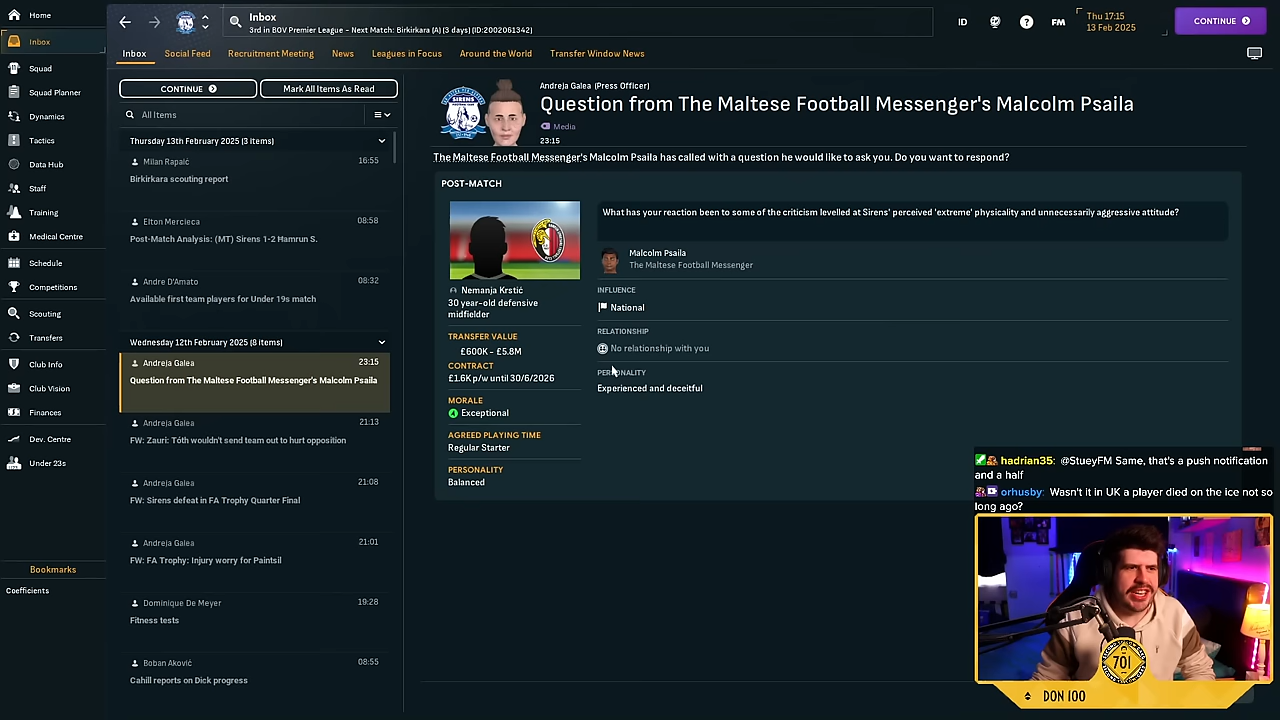 Home
Inbox
Squad
Squad Planner
Dynamics
Tactics
Data Hub
Staff
Training
Medical Centre
Schedule
Competitions
Scouting
Transfers
Club Info
Club Vision
Finances
Dev. Centre
Under 23s
Bookmarks
Coefficients
Inbox
3rd in BOV Premier League - Next Match: Birkirkara (A) (3 days) (ID:2002061342)
ID
FM
Thu 17:15
13 Feb 2025
CONTINUE
Inbox
Social Feed
Recruitment Meeting
News
Leagues in Focus
Around the World
Transfer Window News
CONTINUE
Mark All Items As Read
All Items
Thursday 13th February 2025 (3 items)
Milan Rapaić 16:55
Birkirkara scouting report
Elton Mercieca 08:58
Post-Match Analysis: (MT) Sirens 1-2 Ħamrun S.
Andre D'Amato 08:32
Available first team players for Under 19s match
Wednesday 12th February 2025 (8 items)
Andreja Galea 23:15
Question from The Maltese Football Messenger's Malcolm Psaila
Andreja Galea 21:13
FW: Zauri: Tóth wouldn't send team out to hurt opposition
Andreja Galea 21:08
FW: Sirens defeat in FA Trophy Quarter Final
Andreja Galea 21:01
FW: FA Trophy: Injury worry for Paintsil
Dominique De Meyer 19:28
Fitness tests
Boban Aković 08:55
Cahill reports on Dick progress
SIRENS
Andreja Galea (Press Officer)
Question from The Maltese Football Messenger's Malcolm Psaila
Media
23:15
The Maltese Football Messenger's Malcolm Psaila has called with a question he would like to ask you. Do you want to respond?
POST-MATCH
Nemanja Krstić
30 year-old defensive
midfielder
TRANSFER VALUE
£600K - £5.8M
CONTRACT
£1.6K p/w until 30/6/2026
MORALE
Exceptional
AGREED PLAYING TIME
Regular Starter
PERSONALITY
Balanced
What has your reaction been to some of the criticism levelled at Sirens' perceived 'extreme' physicality and unnecessarily aggressive attitude?
Malcolm Psaila
The Maltese Football Messenger
INFLUENCE
National
RELATIONSHIP
No relationship with you
PERSONALITY
Experienced and deceitful
hadrian35: @StueyFM Same, that's a push notification
and a half
orhusby: Wasn't it in UK a player died on the ice not so
long ago?
701
DON 100